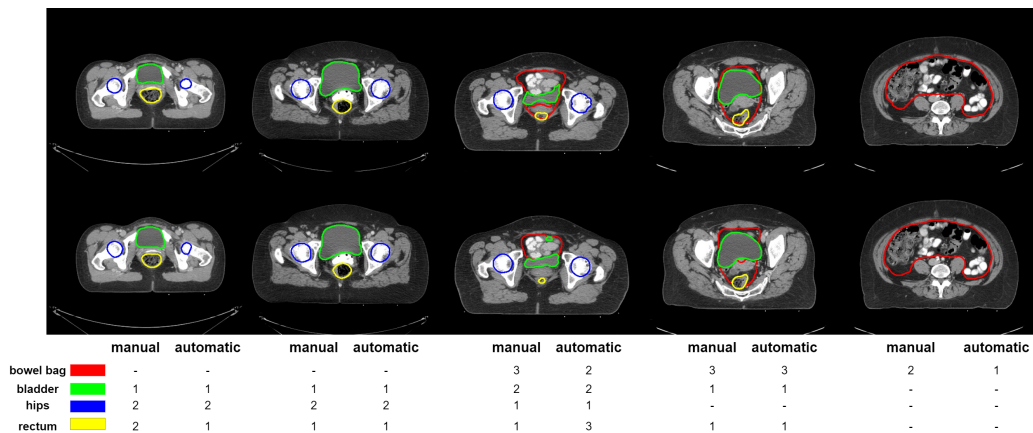 manual automatic manual automatic manual automatic manual automatic manual automatic
bowel bag - - - - 3 2 3 3 2 1
bladder 1 1 1 1 2 2 1 1 - -
hips 2 2 2 2 1 1 - - - -
rectum 2 1 1 1 1 3 1 1 - -